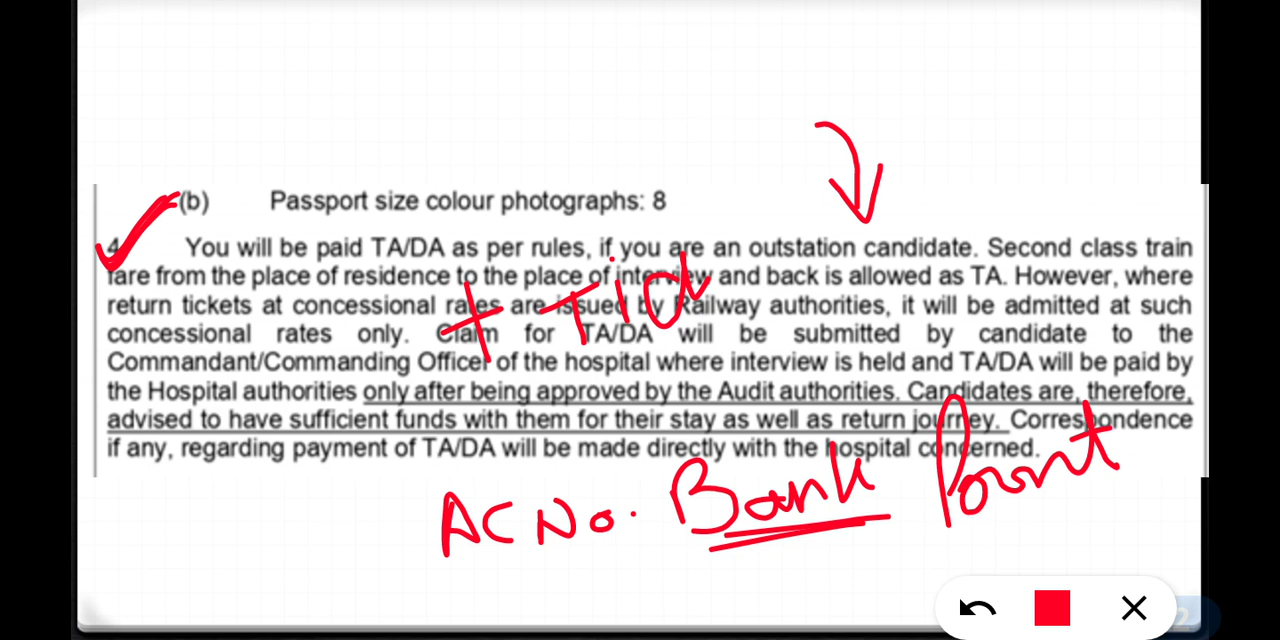 (b) Passport size colour photographs: 8
4. You will be paid TA/DA as per rules, if you are an outstation candidate. Second class train
fare from the place of residence to the place of interview and back is allowed as TA. However, where
return tickets at concessional rates are issued by Railway authorities, it will be admitted at such
concessional rates only. Claim for TA/DA will be submitted by candidate to the
Commandant/Commanding Officer of the hospital where interview is held and TA/DA will be paid by
the Hospital authorities only after being approved by the Audit authorities. Candidates are, therefore,
advised to have sufficient funds with them for their stay as well as return journey. Correspondence
if any, regarding payment of TA/DA will be made directly with the hospital concerned.
AC No. Bank